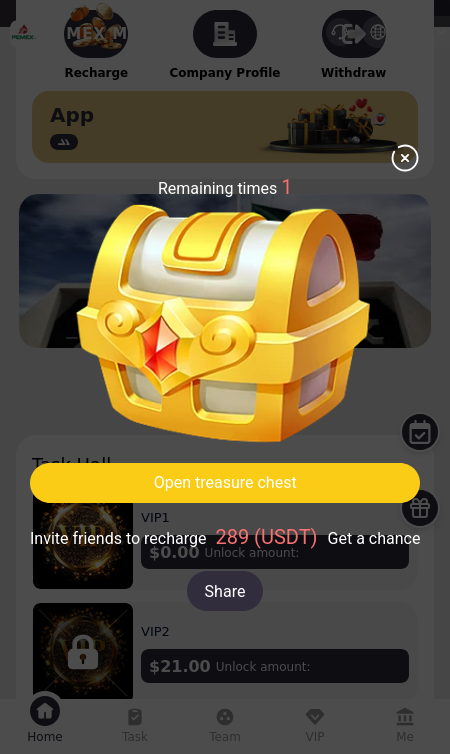 MEX M
PEMEX
Recharge
Company Profile
Withdraw
App
Remaining times 1
Task Hall
Open treasure chest
VIP1
Invite friends to recharge 289 (USDT) Get a chance
$0.00 Unlock amount:
Share
VIP2
$21.00 Unlock amount:
Home
Task
Team
VIP
Me